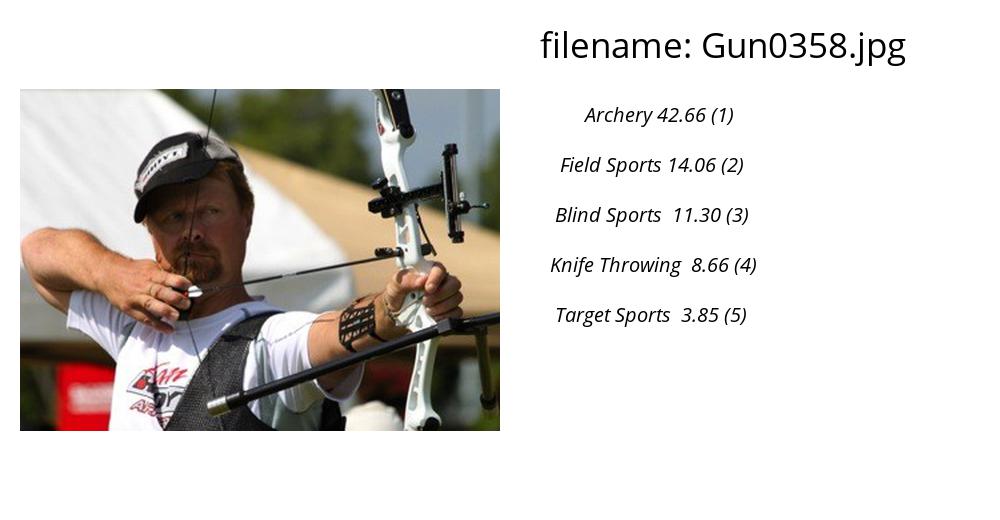 filename: Gun0358.jpg
Archery 42.66 (1)
Field Sports 14.06 (2)
Blind Sports 11.30 (3)
Knife Throwing 8.66 (4)
Target Sports 3.85 (5)